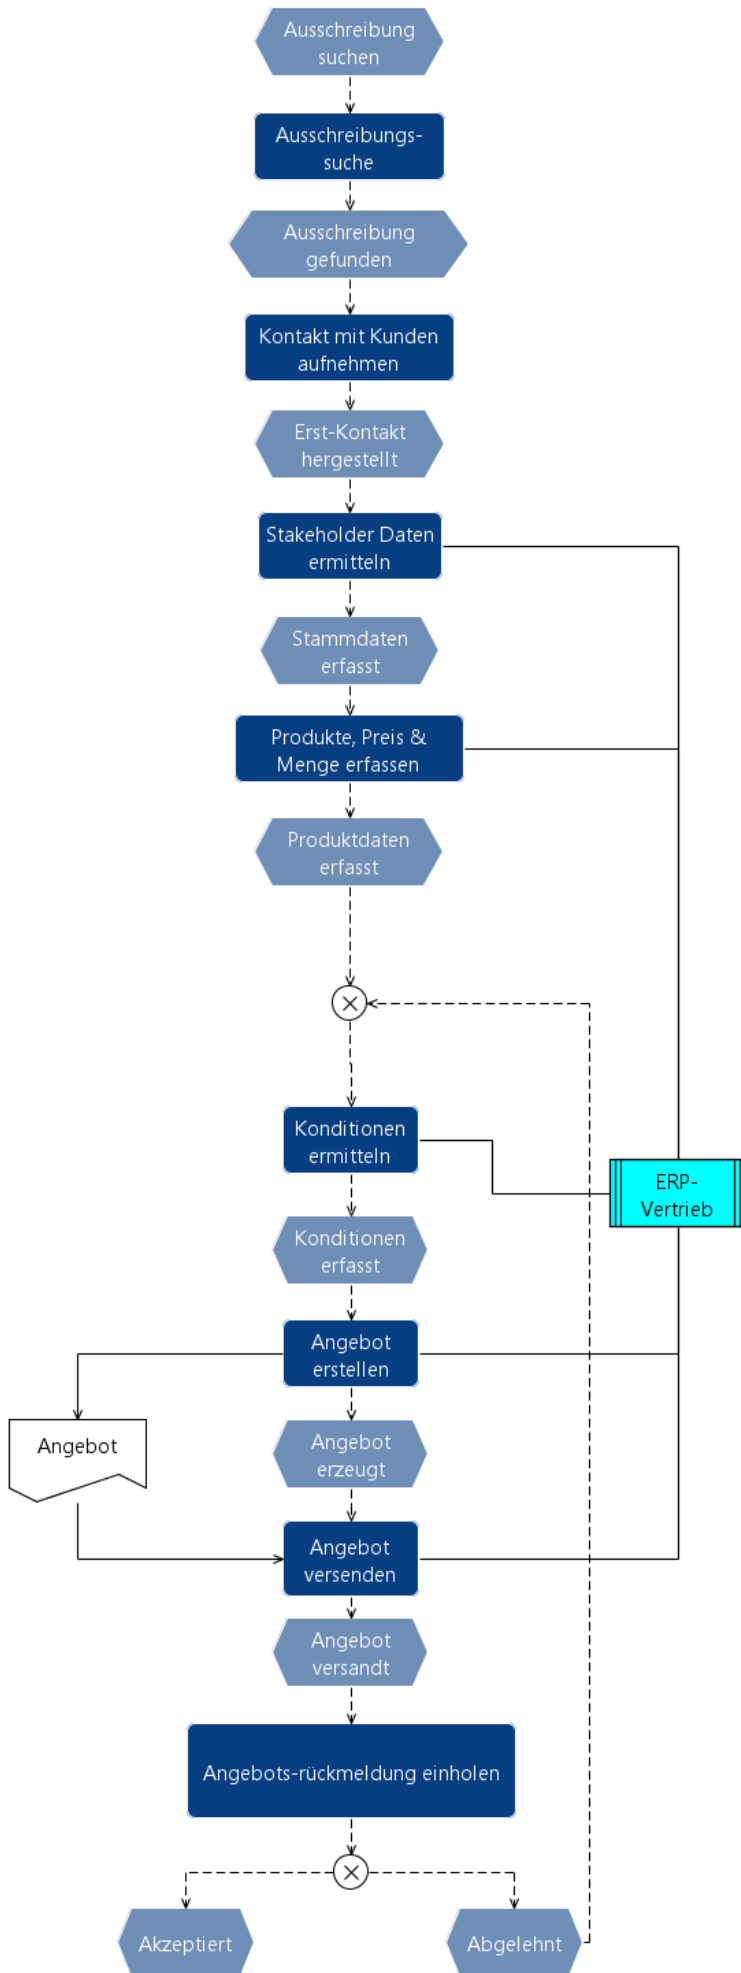 Ausschreibung
suchen
Ausschreibungs-
suche
Ausschreibung
gefunden
Kontakt mit Kunden
aufnehmen
Erst-Kontakt
hergestellt
Stakeholder Daten
ermitteln
Stammdaten
erfasst
Produkte, Preis &
Menge erfassen
Produktdaten
erfasst
Konditionen
ermitteln
ERP-
Vertrieb
Konditionen
erfasst
Angebot
erstellen
Angebot
Angebot
erzeugt
Angebot
versenden
Angebot
versandt
Angebots-rückmeldung einholen
Akzeptiert
Abgelehnt